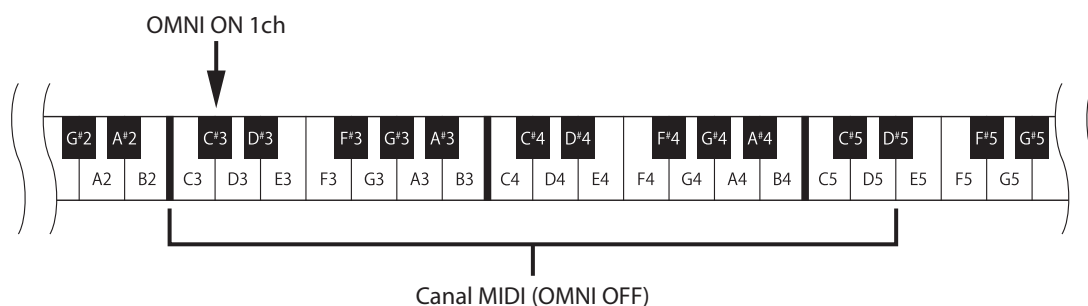 OMNI ON 1ch
G#2 A#2 C#3 D#3 F#3 G#3 A#3 C#4 D#4 F#4 G#4 A#4 C#5 D#5 F#5 G#5
A2 B2 C3 D3 E3 F3 G3 A3 B3 C4 D4 E4 F4 G4 A4 B4 C5 D5 E5 F5 G5
Canal MIDI (OMNI OFF)